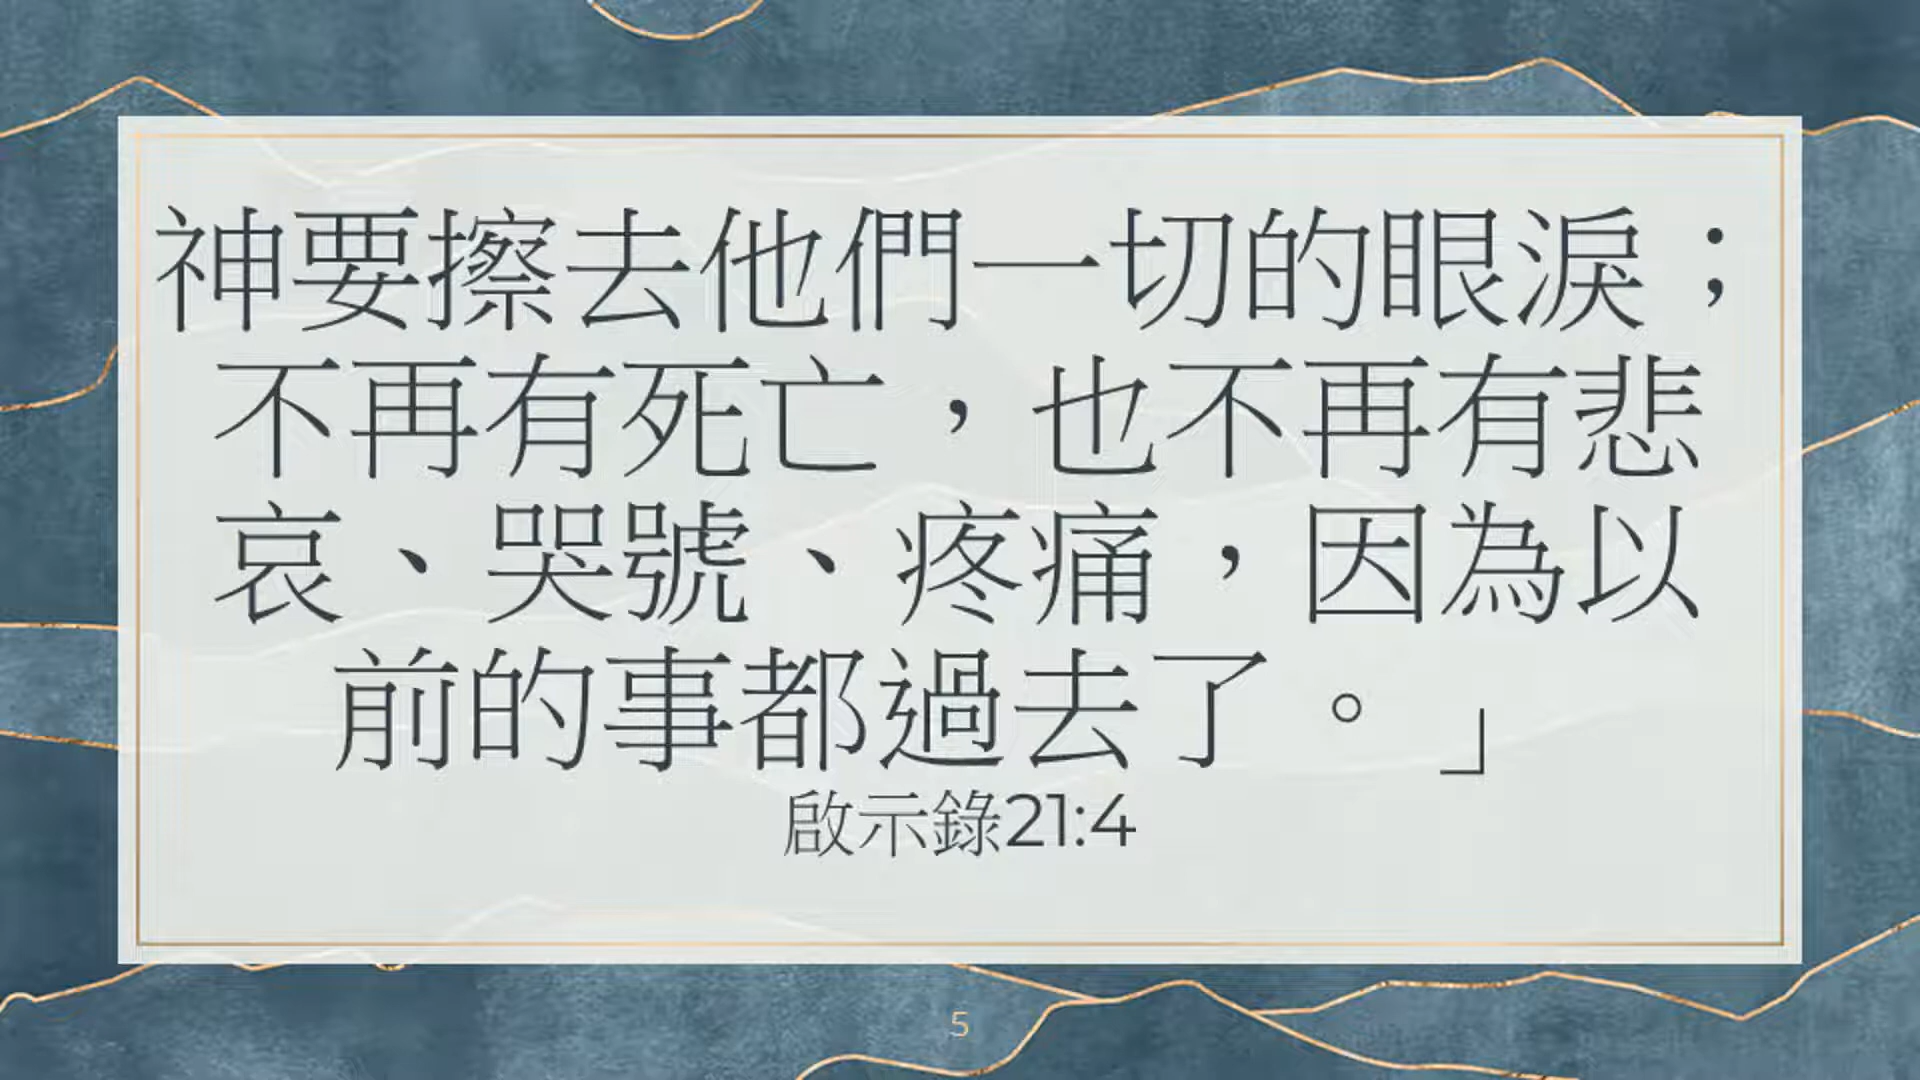 神要擦去他們一切的眼淚；
不再有死亡，也不再有悲
哀、哭號、疼痛，因為以
前的事都過去了。」
啟示錄21:4
5